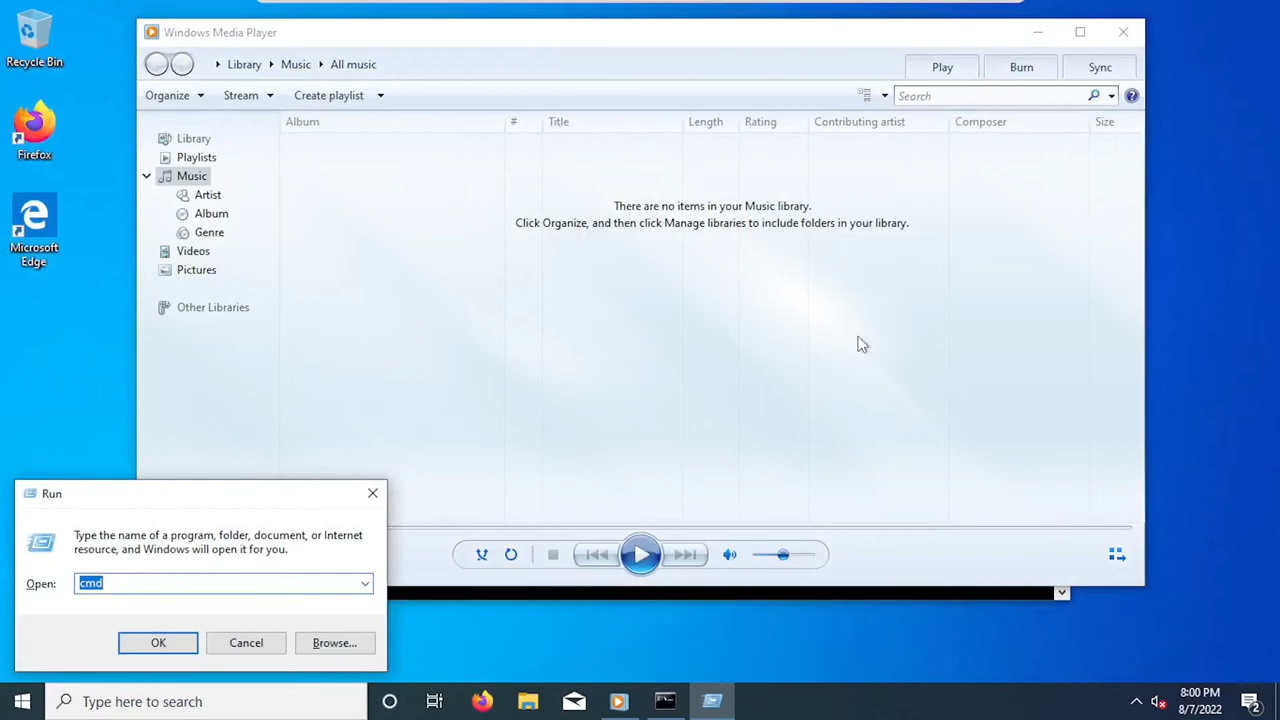 Recycle Bin
Firefox
Microsoft
Edge
Windows Media Player
Library
Music
All music
Play
Burn
Sync
Organize
Stream
Create playlist
Search
Album
#
Title
Length
Rating
Contributing artist
Composer
Size
Library
Playlists
Music
Artist
Album
Genre
Videos
Pictures
Other Libraries
There are no items in your Music library.
Click Organize, and then click Manage libraries to include folders in your library.
Run
Type the name of a program, folder, document, or Internet
resource, and Windows will open it for you.
Open:
cmd
OK
Cancel
Browse...
Type here to search
8:00 PM
8/7/2022
2